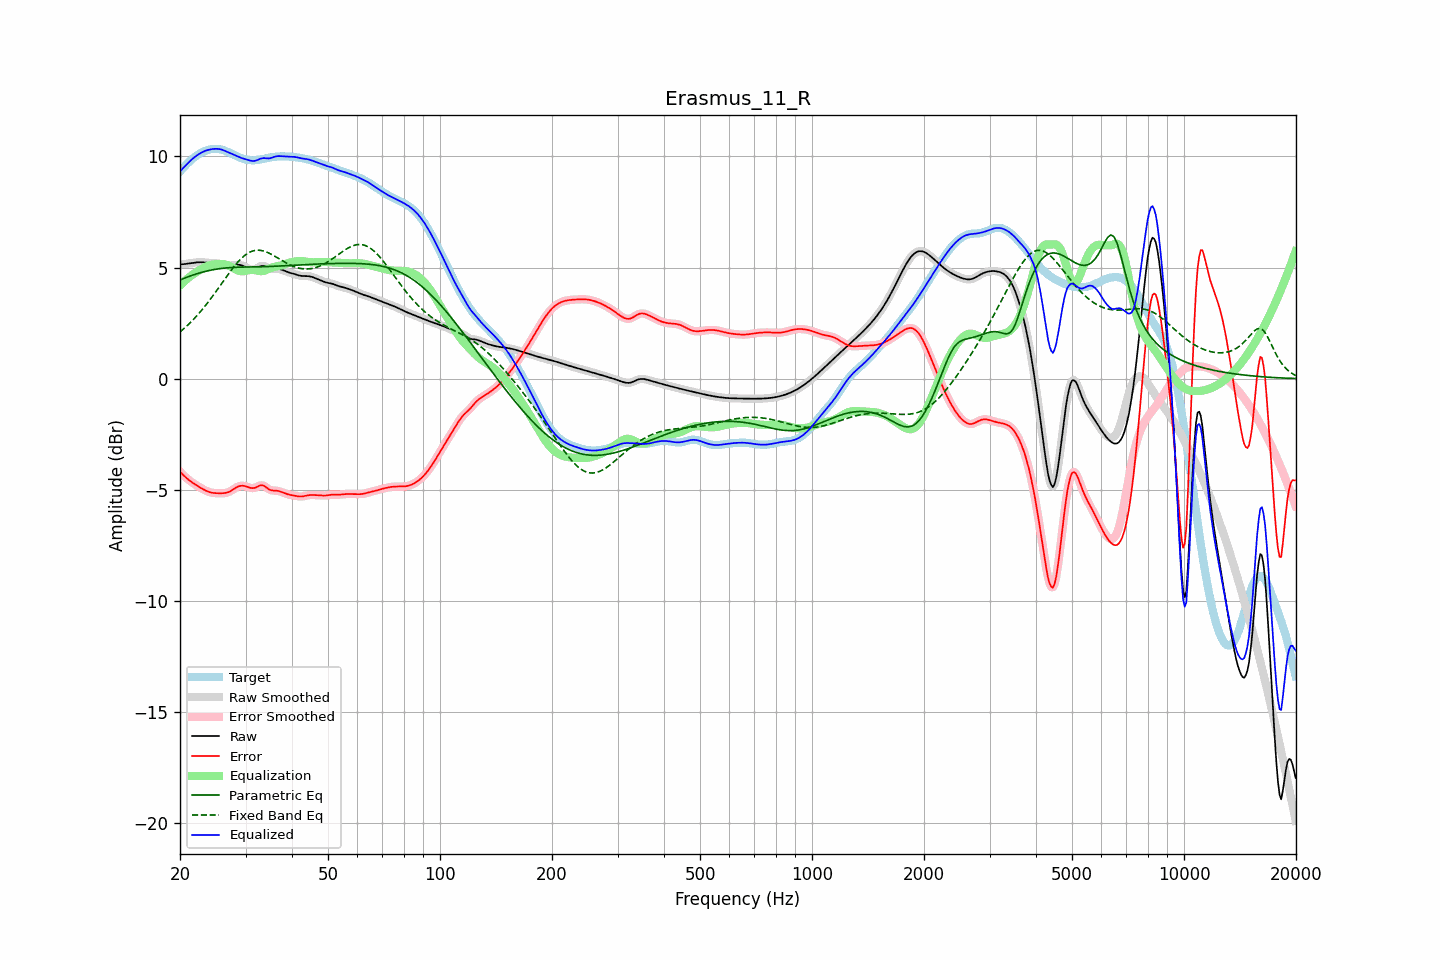 Erasmus_11_R
Amplitude (dBr)
10
5
0
−5
−10
−15
−20
Target
Raw Smoothed
Error Smoothed
Raw
Error
Equalization
Parametric Eq
Fixed Band Eq
Equalized
20 50 100 200 500 1000 2000 5000 10000 20000
Frequency (Hz)